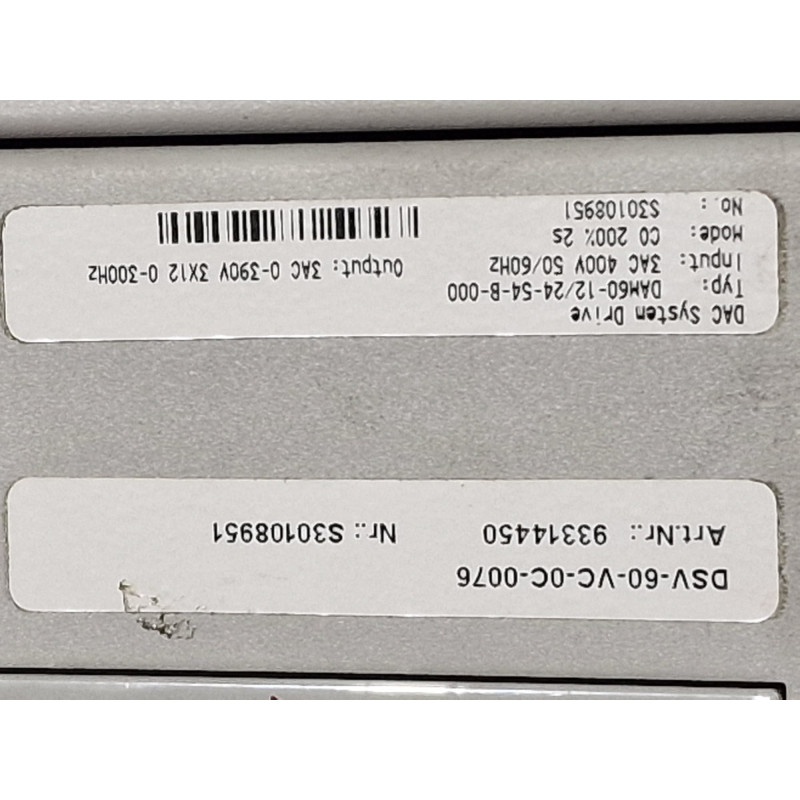 DSV-60-VC-0C-0076
Art.Nr.: 93314450 Nr.: S30108951
DAC System Drive
Typ: DAM60-12/24-54-B-000
Input: 3AC 400V 50/60Hz Output: 3AC 0-390V 3X12 0-300Hz
Mode: CO 200% 2s
No.: S30108951